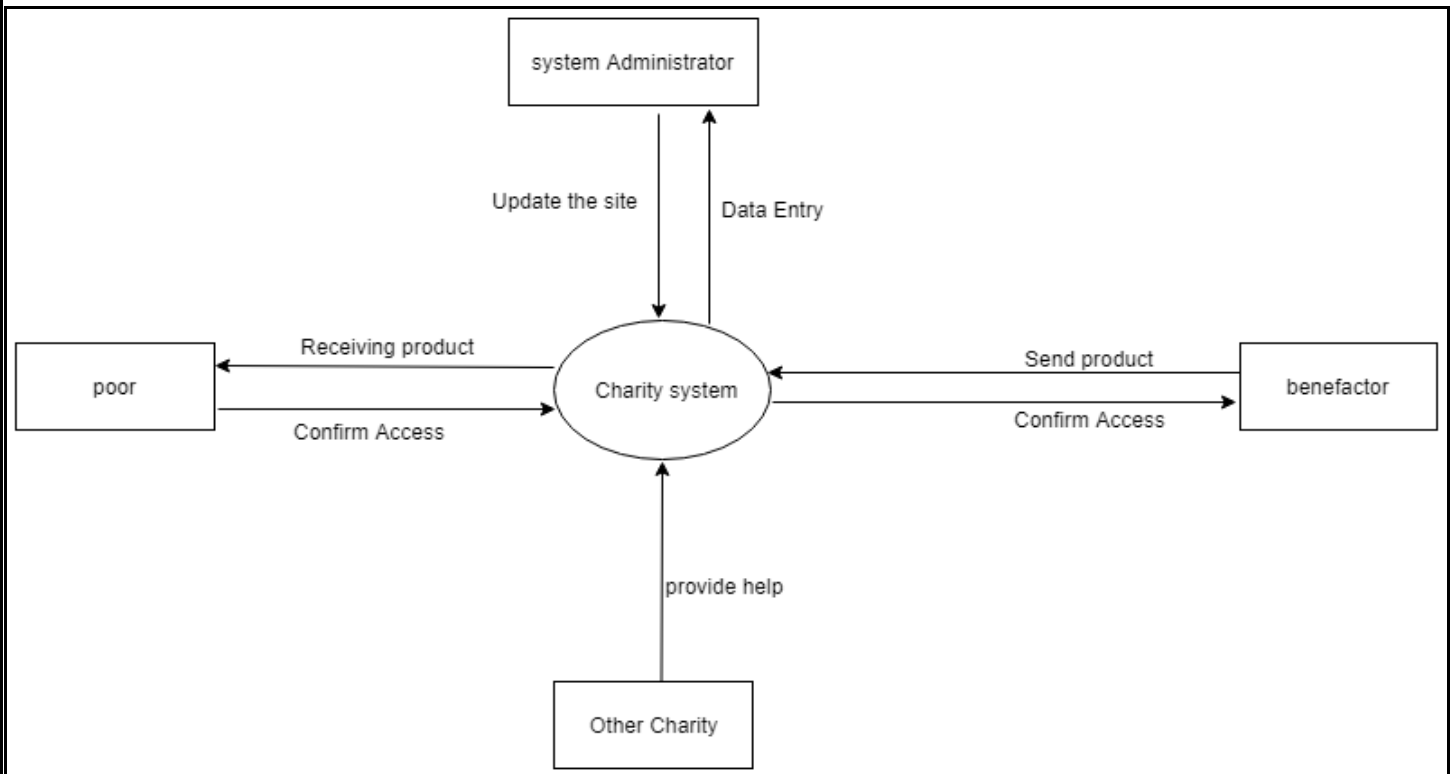 system Administrator
Update the site
Data Entry
Receiving product
Send product
poor
Charity system
benefactor
Confirm Access
Confirm Access
provide help
Other Charity